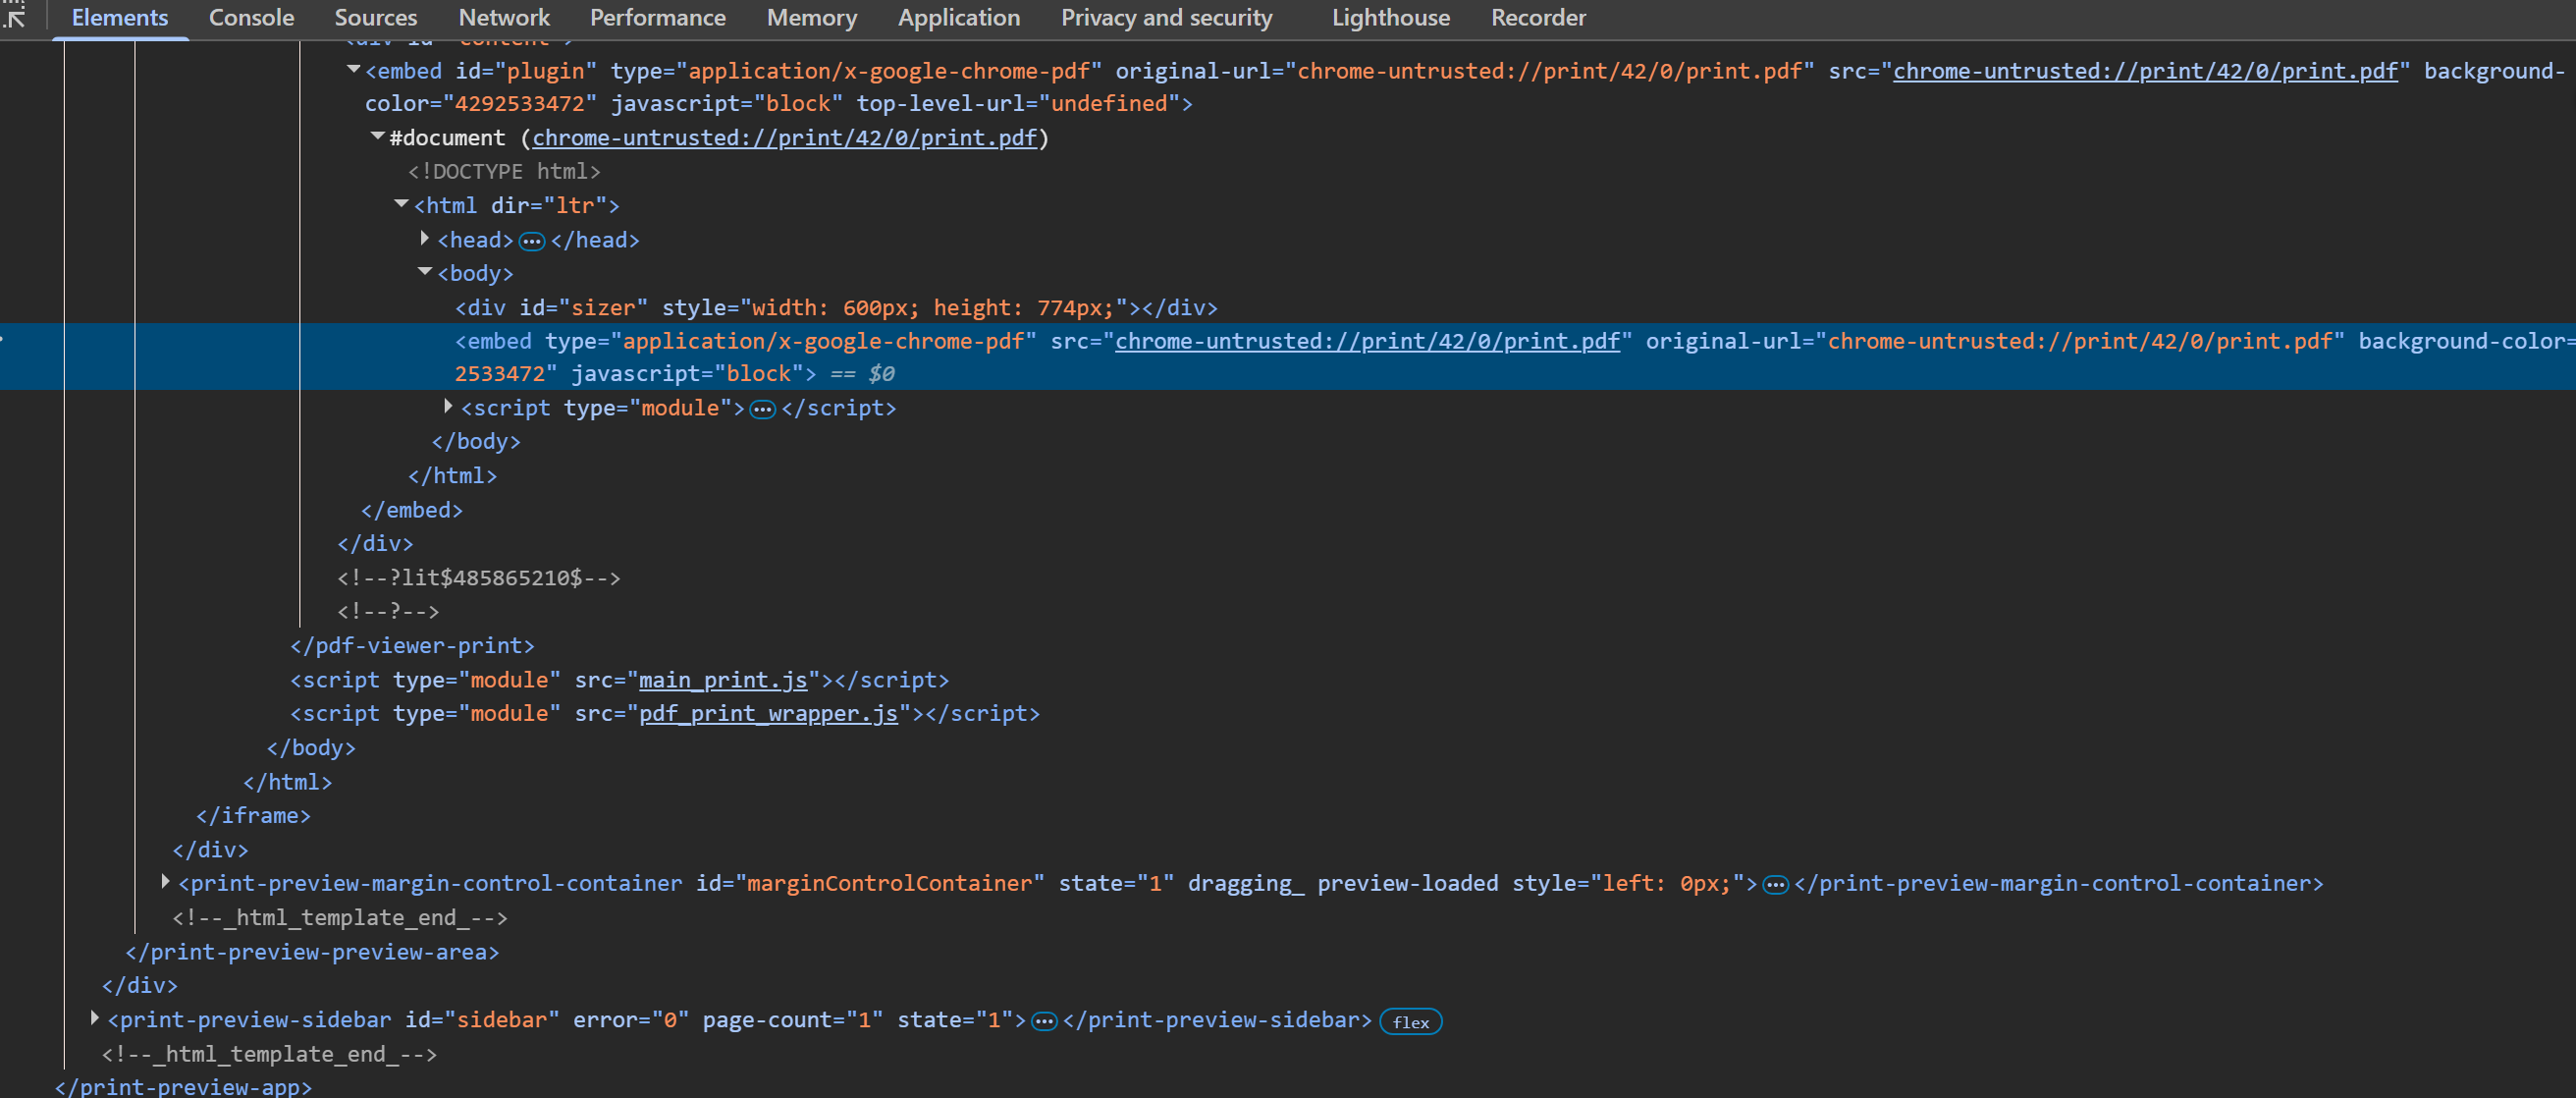 Elements Console Sources Network Performance Memory Application Privacy and security Lighthouse Recorder
<div id="content">
<embed id="plugin" type="application/x-google-chrome-pdf" original-url="chrome-untrusted://print/42/0/print.pdf" src="chrome-untrusted://print/42/0/print.pdf" background-
color="4292533472" javascript="block" top-level-url="undefined">
#document (chrome-untrusted://print/42/0/print.pdf)
<!DOCTYPE html>
<html dir="ltr">
<head>…</head>
<body>
<div id="sizer" style="width: 600px; height: 774px;"></div>
<embed type="application/x-google-chrome-pdf" src="chrome-untrusted://print/42/0/print.pdf" original-url="chrome-untrusted://print/42/0/print.pdf" background-color=
2533472" javascript="block"> == $0
<script type="module">…</script>
</body>
</html>
</embed>
</div>
<!--?lit$485865210$-->
<!--?-->
</pdf-viewer-print>
<script type="module" src="main_print.js"></script>
<script type="module" src="pdf_print_wrapper.js"></script>
</body>
</html>
</iframe>
</div>
<print-preview-margin-control-container id="marginControlContainer" state="1" dragging_ preview-loaded style="left: 0px;">…</print-preview-margin-control-container>
<!--_html_template_end_-->
</print-preview-preview-area>
</div>
<print-preview-sidebar id="sidebar" error="0" page-count="1" state="1">…</print-preview-sidebar> flex
<!--_html_template_end_-->
</print-preview-app>